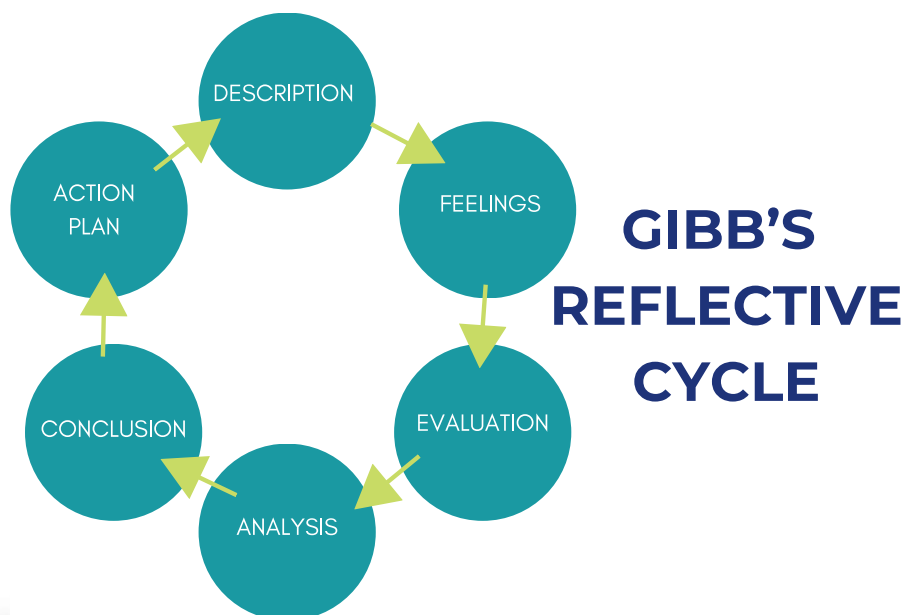 DESCRIPTION
FEELINGS
EVALUATION
ANALYSIS
CONCLUSION
ACTION
PLAN
GIBB'S
REFLECTIVE
CYCLE